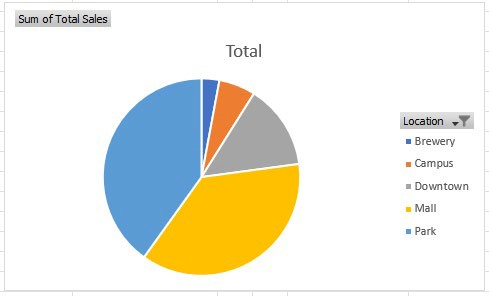 Sum of Total Sales
Total
Location
Brewery
Campus
Downtown
Mall
Park